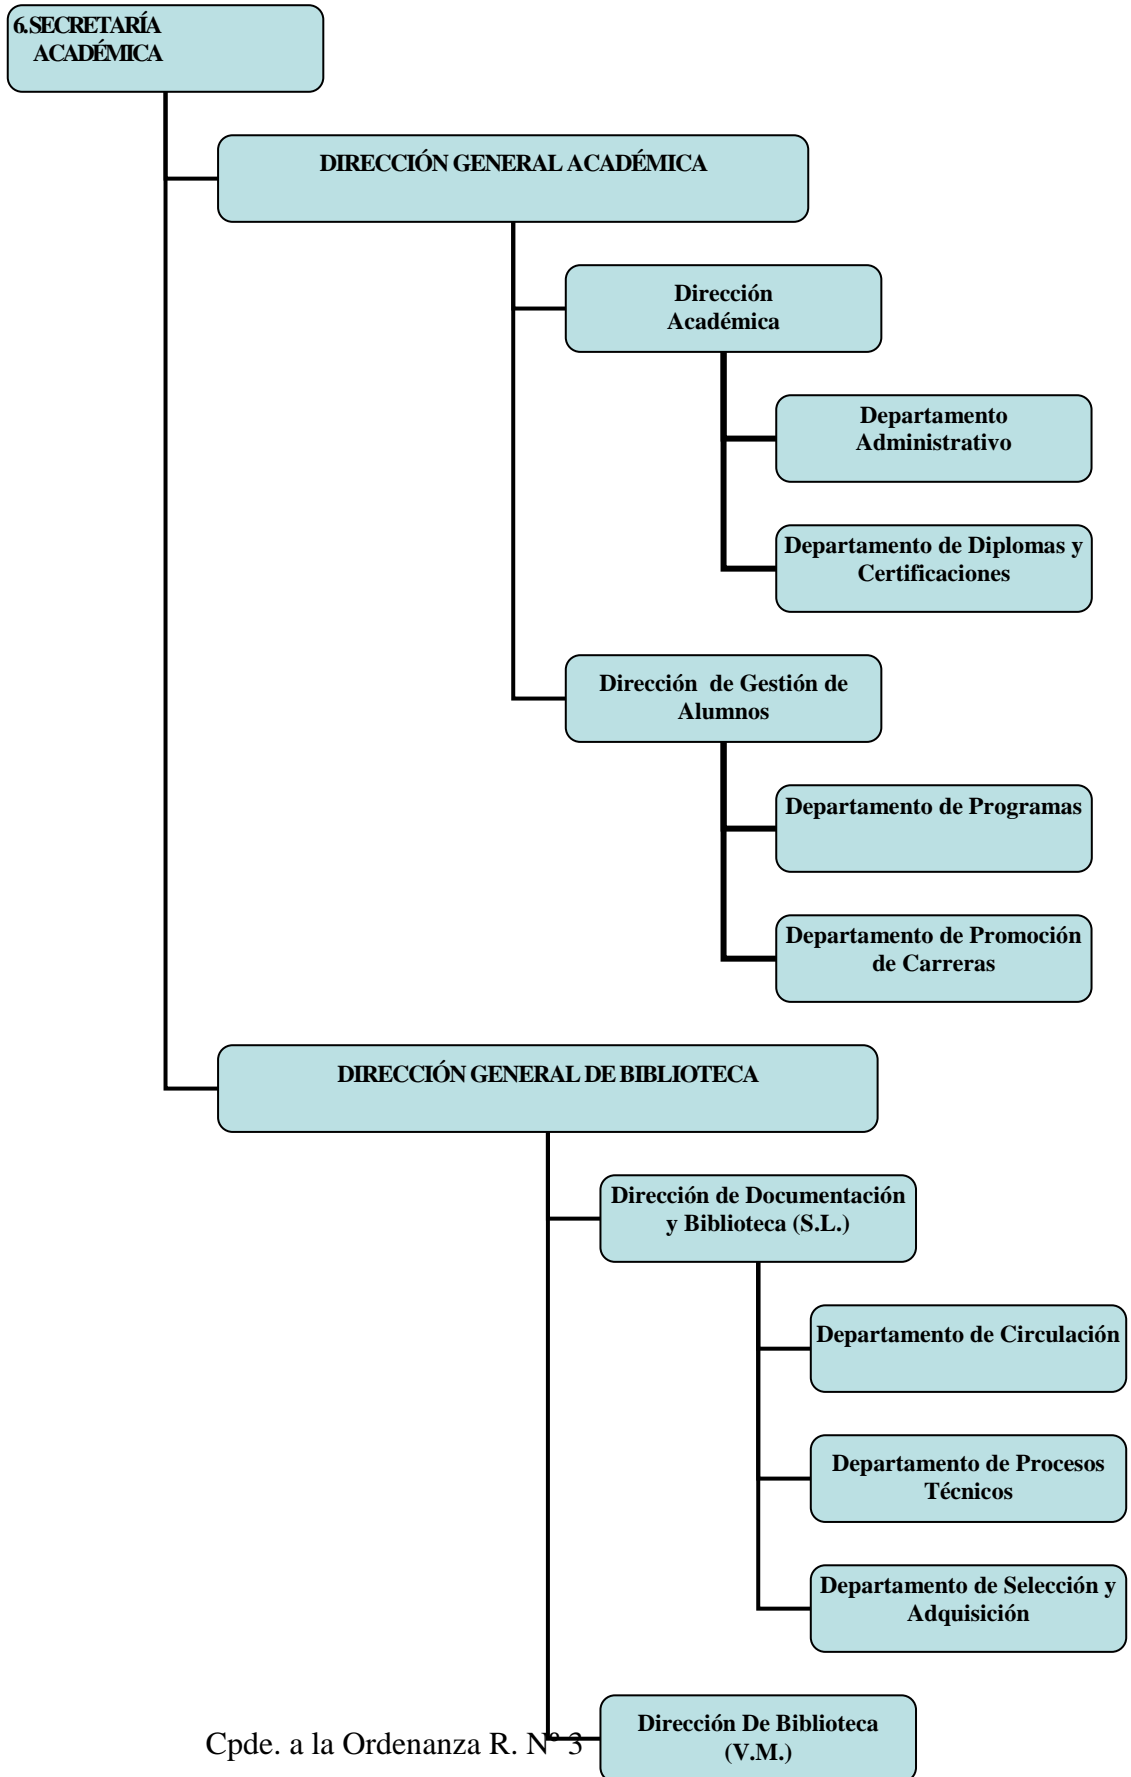 6.SECRETARÍA
ACADÉMICA
DIRECCIÓN GENERAL ACADÉMICA
Dirección
Académica
Departamento
Administrativo
Departamento de Diplomas y
Certificaciones
Dirección de Gestión de
Alumnos
Departamento de Programas
Departamento de Promoción
de Carreras
DIRECCIÓN GENERAL DE BIBLIOTECA
Dirección de Documentación
y Biblioteca (S.L.)
Departamento de Circulación
Departamento de Procesos
Técnicos
Departamento de Selección y
Adquisición
Dirección De Biblioteca
(V.M.)
Cpde. a la Ordenanza R. Nº 3